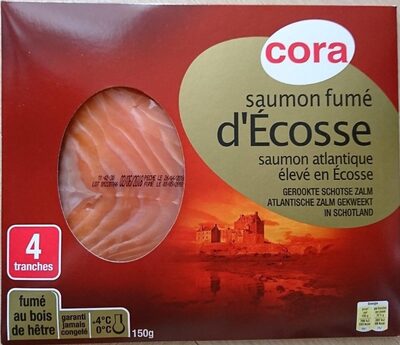 cora
saumon fumé
d'Écosse
saumon atlantique
élevé en Écosse
GEROOKTE SCHOTSE ZALM
ATLANTISCHE ZALM GEKWEEKT
IN SCHOTLAND
4
tranches
fumé
au bois
de hêtre
garanti
jamais
congelé
-4°C
0°C
150g